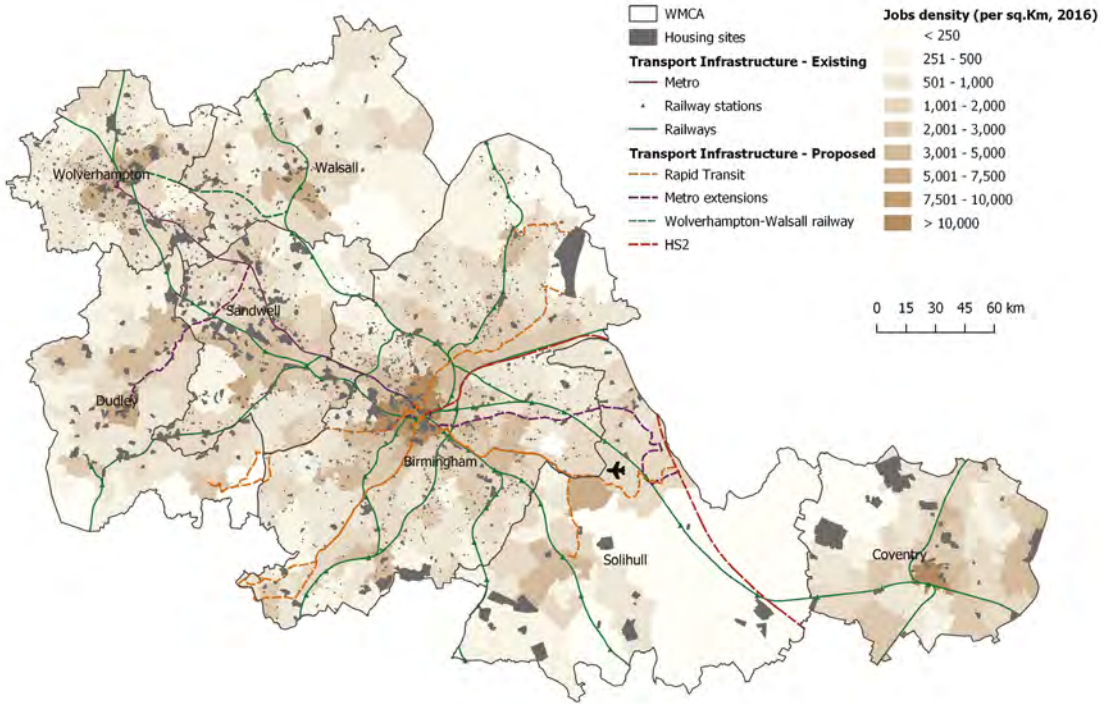 WMCA
Housing sites
Transport Infrastructure - Existing
Metro
Railway stations
Railways
Transport Infrastructure - Proposed
Rapid Transit
Metro extensions
Wolverhampton-Walsall railway
HS2
Jobs density (per sq.Km, 2016)
< 250
251 - 500
501 - 1,000
1,001 - 2,000
2,001 - 3,000
3,001 - 5,000
5,001 - 7,500
7,501 - 10,000
> 10,000
0 15 30 45 60 km
Wolverhampton
Walsall
Sandwell
Dudley
Birmingham
Solihull
Coventry